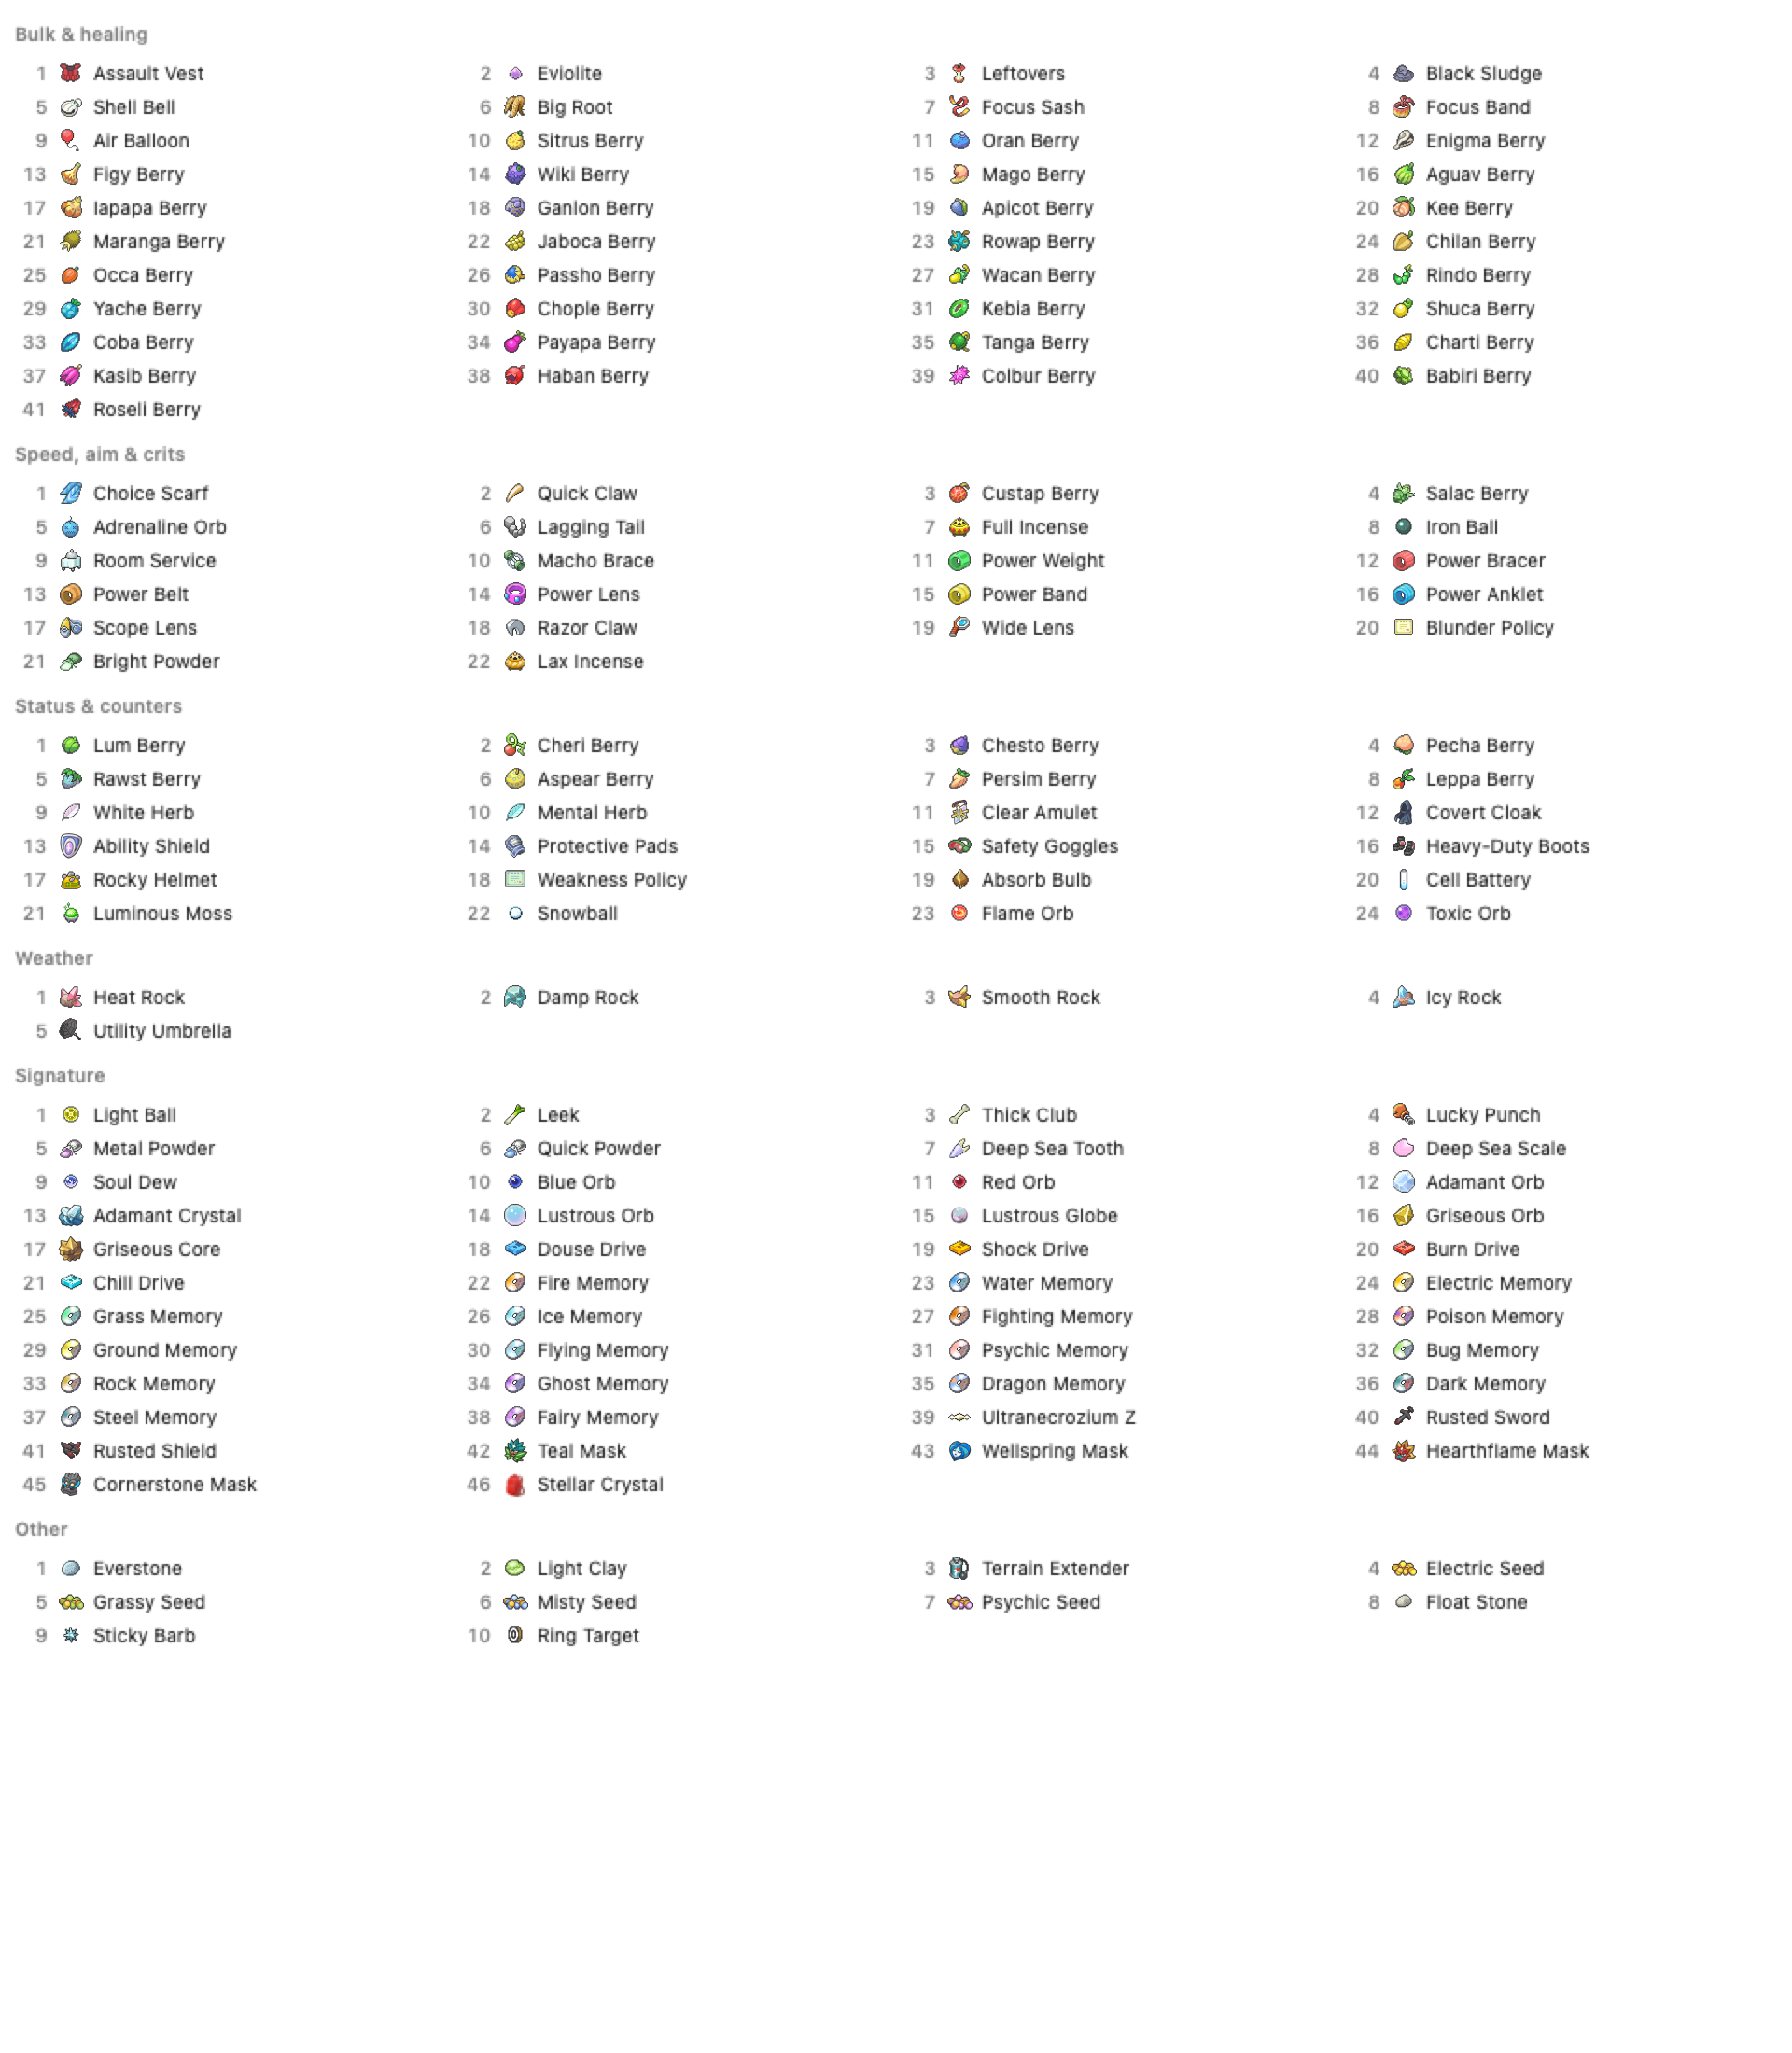 Bulk & healing
1 Assault Vest 2 Eviolite 3 Leftovers 4 Black Sludge
5 Shell Bell 6 Big Root 7 Focus Sash 8 Focus Band
9 Air Balloon 10 Sitrus Berry 11 Oran Berry 12 Enigma Berry
13 Figy Berry 14 Wiki Berry 15 Mago Berry 16 Aguav Berry
17 Iapapa Berry 18 Ganlon Berry 19 Apicot Berry 20 Kee Berry
21 Maranga Berry 22 Jaboca Berry 23 Rowap Berry 24 Chilan Berry
25 Occa Berry 26 Passho Berry 27 Wacan Berry 28 Rindo Berry
29 Yache Berry 30 Chople Berry 31 Kebia Berry 32 Shuca Berry
33 Coba Berry 34 Payapa Berry 35 Tanga Berry 36 Charti Berry
37 Kasib Berry 38 Haban Berry 39 Colbur Berry 40 Babiri Berry
41 Roseli Berry
Speed, aim & crits
1 Choice Scarf 2 Quick Claw 3 Custap Berry 4 Salac Berry
5 Adrenaline Orb 6 Lagging Tail 7 Full Incense 8 Iron Ball
9 Room Service 10 Macho Brace 11 Power Weight 12 Power Bracer
13 Power Belt 14 Power Lens 15 Power Band 16 Power Anklet
17 Scope Lens 18 Razor Claw 19 Wide Lens 20 Blunder Policy
21 Bright Powder 22 Lax Incense
Status & counters
1 Lum Berry 2 Cheri Berry 3 Chesto Berry 4 Pecha Berry
5 Rawst Berry 6 Aspear Berry 7 Persim Berry 8 Leppa Berry
9 White Herb 10 Mental Herb 11 Clear Amulet 12 Covert Cloak
13 Ability Shield 14 Protective Pads 15 Safety Goggles 16 Heavy-Duty Boots
17 Rocky Helmet 18 Weakness Policy 19 Absorb Bulb 20 Cell Battery
21 Luminous Moss 22 Snowball 23 Flame Orb 24 Toxic Orb
Weather
1 Heat Rock 2 Damp Rock 3 Smooth Rock 4 Icy Rock
5 Utility Umbrella
Signature
1 Light Ball 2 Leek 3 Thick Club 4 Lucky Punch
5 Metal Powder 6 Quick Powder 7 Deep Sea Tooth 8 Deep Sea Scale
9 Soul Dew 10 Blue Orb 11 Red Orb 12 Adamant Orb
13 Adamant Crystal 14 Lustrous Orb 15 Lustrous Globe 16 Griseous Orb
17 Griseous Core 18 Douse Drive 19 Shock Drive 20 Burn Drive
21 Chill Drive 22 Fire Memory 23 Water Memory 24 Electric Memory
25 Grass Memory 26 Ice Memory 27 Fighting Memory 28 Poison Memory
29 Ground Memory 30 Flying Memory 31 Psychic Memory 32 Bug Memory
33 Rock Memory 34 Ghost Memory 35 Dragon Memory 36 Dark Memory
37 Steel Memory 38 Fairy Memory 39 Ultranecrozium Z 40 Rusted Sword
41 Rusted Shield 42 Teal Mask 43 Wellspring Mask 44 Hearthflame Mask
45 Cornerstone Mask 46 Stellar Crystal
Other
1 Everstone 2 Light Clay 3 Terrain Extender 4 Electric Seed
5 Grassy Seed 6 Misty Seed 7 Psychic Seed 8 Float Stone
9 Sticky Barb 10 Ring Target